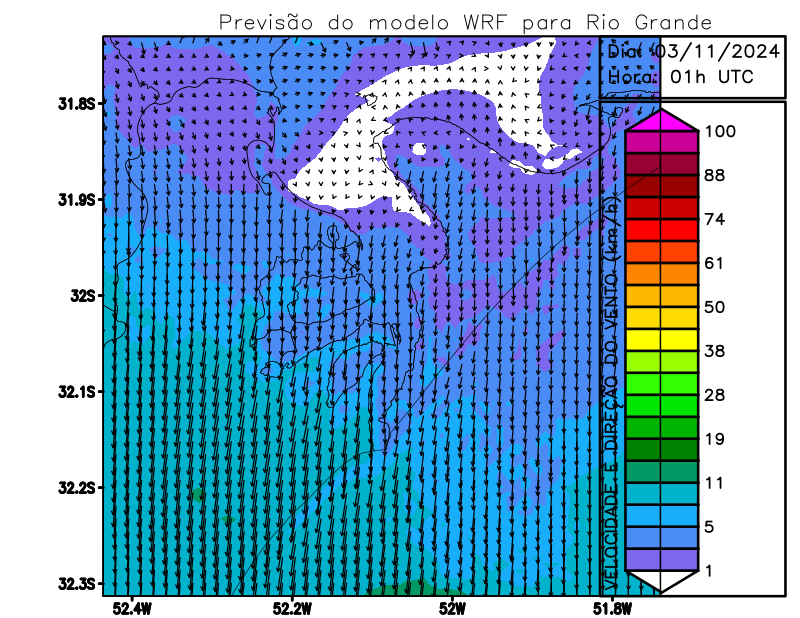 Previsão do modelo WRF para Rio Grande
Dia: 03/11/2024
Hora: 01h UTC
31.8S
31.9S
32S
32.1S
32.2S
32.3S
52.4W
52.2W
52W
51.8W
VELOCIDADE E DIREÇÃO DO VENTO (km/h)
100
88
74
61
50
38
28
19
11
5
1